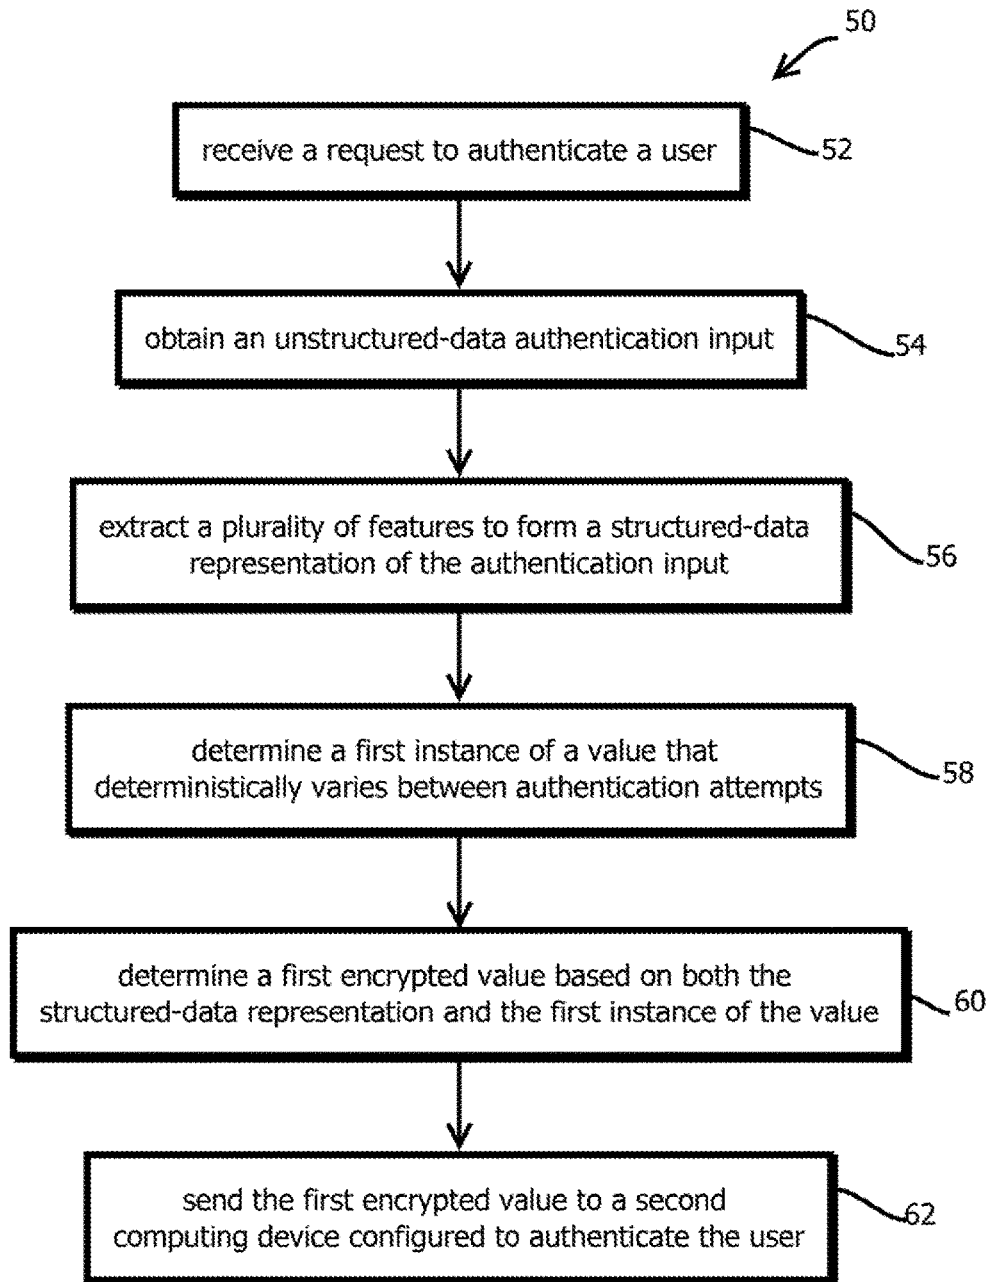 50
receive a request to authenticate a user
52
obtain an unstructured-data authentication input
54
extract a plurality of features to form a structured-data
representation of the authentication input
56
determine a first instance of a value that
deterministically varies between authentication attempts
58
determine a first encrypted value based on both the
structured-data representation and the first instance of the value
60
send the first encrypted value to a second
computing device configured to authenticate the user
62